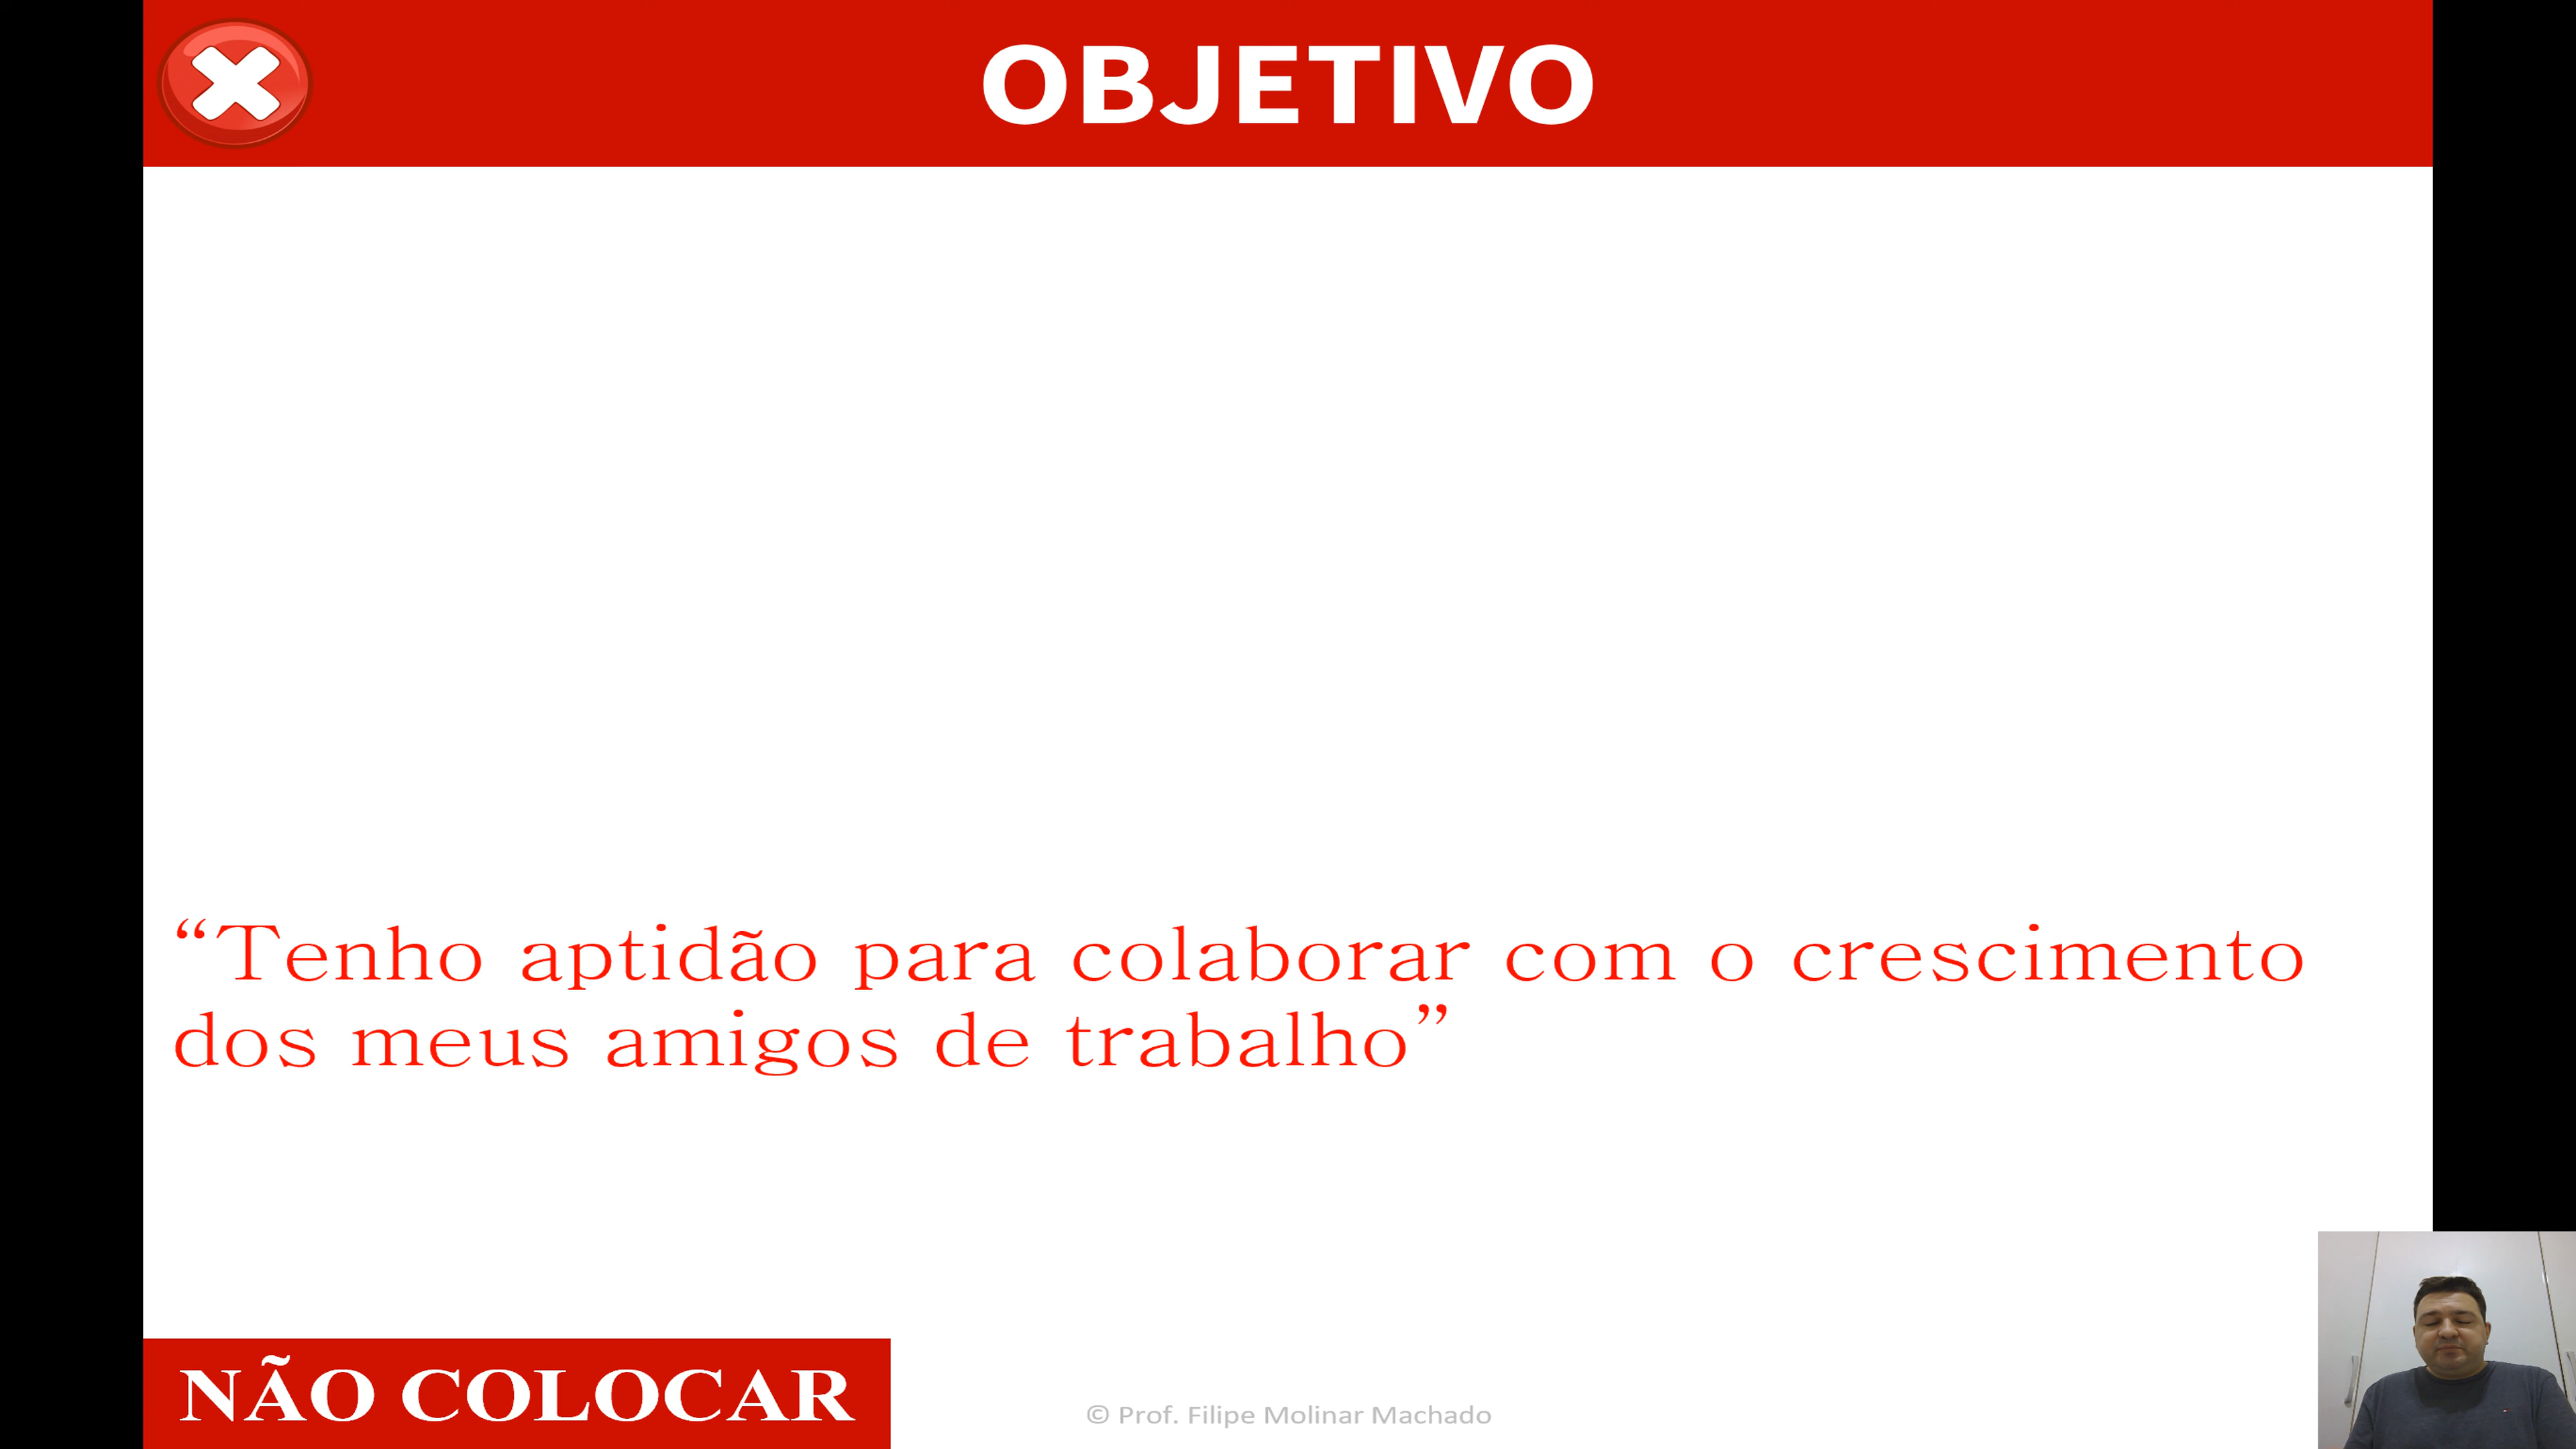 OBJETIVO
“Tenho aptidão para colaborar com o crescimento
dos meus amigos de trabalho”
NÃO COLOCAR
© Prof. Filipe Molinar Machado